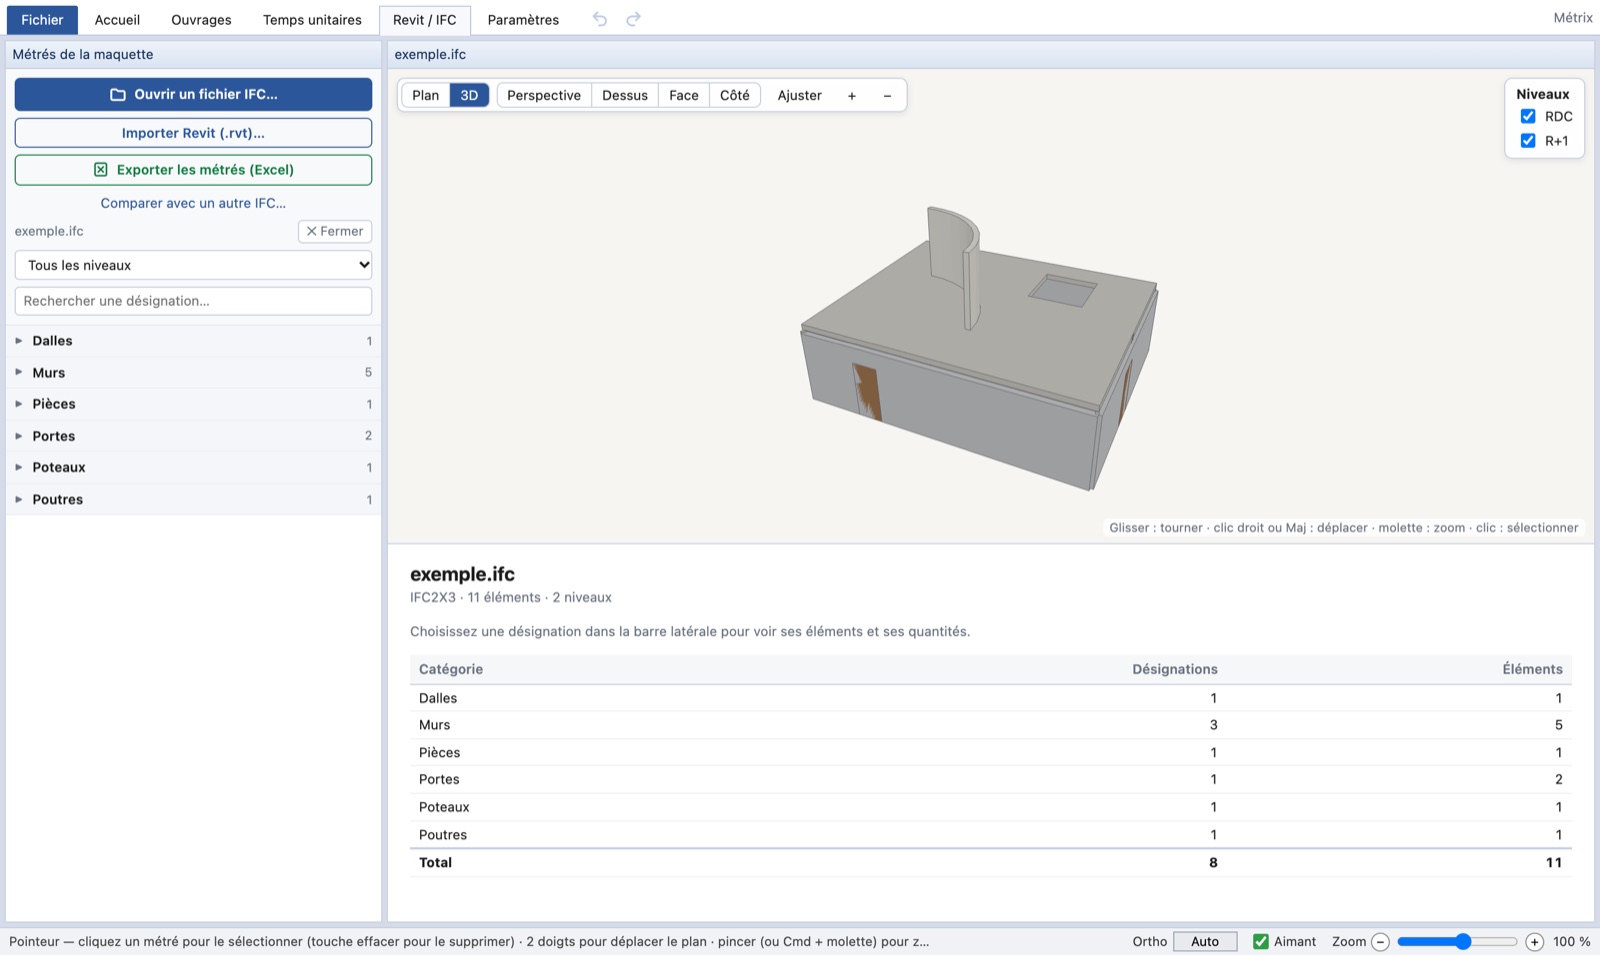 Fichier Accueil Ouvrages Temps unitaires Revit / IFC Paramètres Métrix
Métrés de la maquette
Ouvrir un fichier IFC...
Importer Revit (.rvt)...
Exporter les métrés (Excel)
Comparer avec un autre IFC...
exemple.ifc Fermer
Tous les niveaux
Rechercher une désignation...
Dalles 1
Murs 5
Pièces 1
Portes 2
Poteaux 1
Poutres 1
exemple.ifc
Plan 3D Perspective Dessus Face Côté Ajuster + −
Niveaux
RDC
R+1
Glisser : tourner · clic droit ou Maj : déplacer · molette : zoom · clic : sélectionner
exemple.ifc
IFC2X3 · 11 éléments · 2 niveaux
Choisissez une désignation dans la barre latérale pour voir ses éléments et ses quantités.
Catégorie Désignations Éléments
Dalles 1 1
Murs 3 5
Pièces 1 1
Portes 1 2
Poteaux 1 1
Poutres 1 1
Total 8 11
Pointeur — cliquez un métré pour le sélectionner (touche effacer pour le supprimer) · 2 doigts pour déplacer le plan · pincer (ou Cmd + molette) pour z... Ortho Auto Aimant Zoom − + 100 %